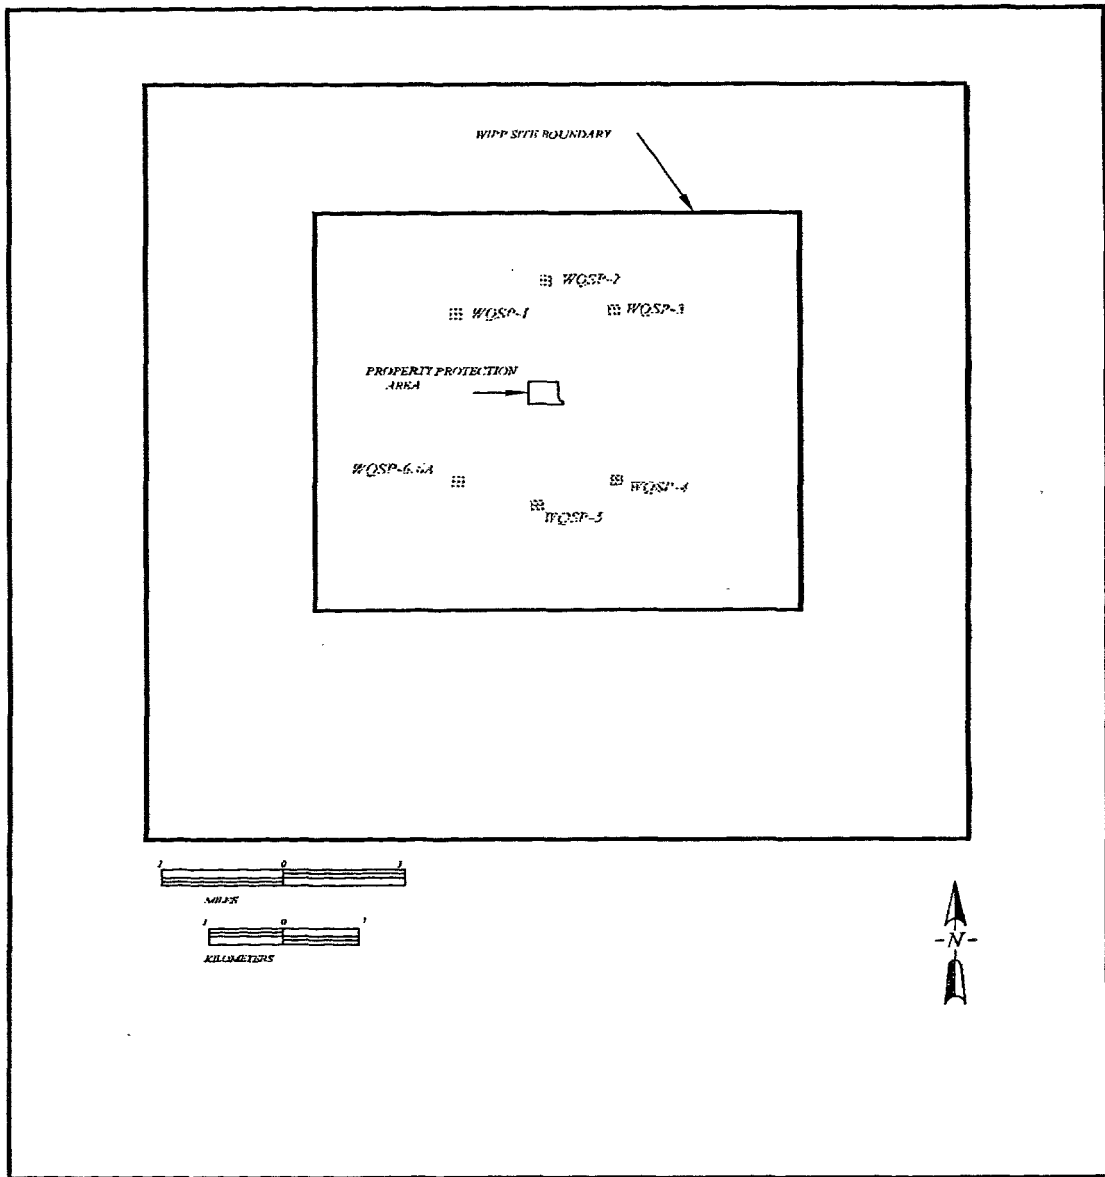 WIPP SITE BOUNDARY
WQSP-2
WQSP-1
WQSP-3
PROPERTY PROTECTION
AREA
WQSP-6.6A
WQSP-4
WQSP-5
1 0 1
MILES
1 0 1
KILOMETERS
-N-